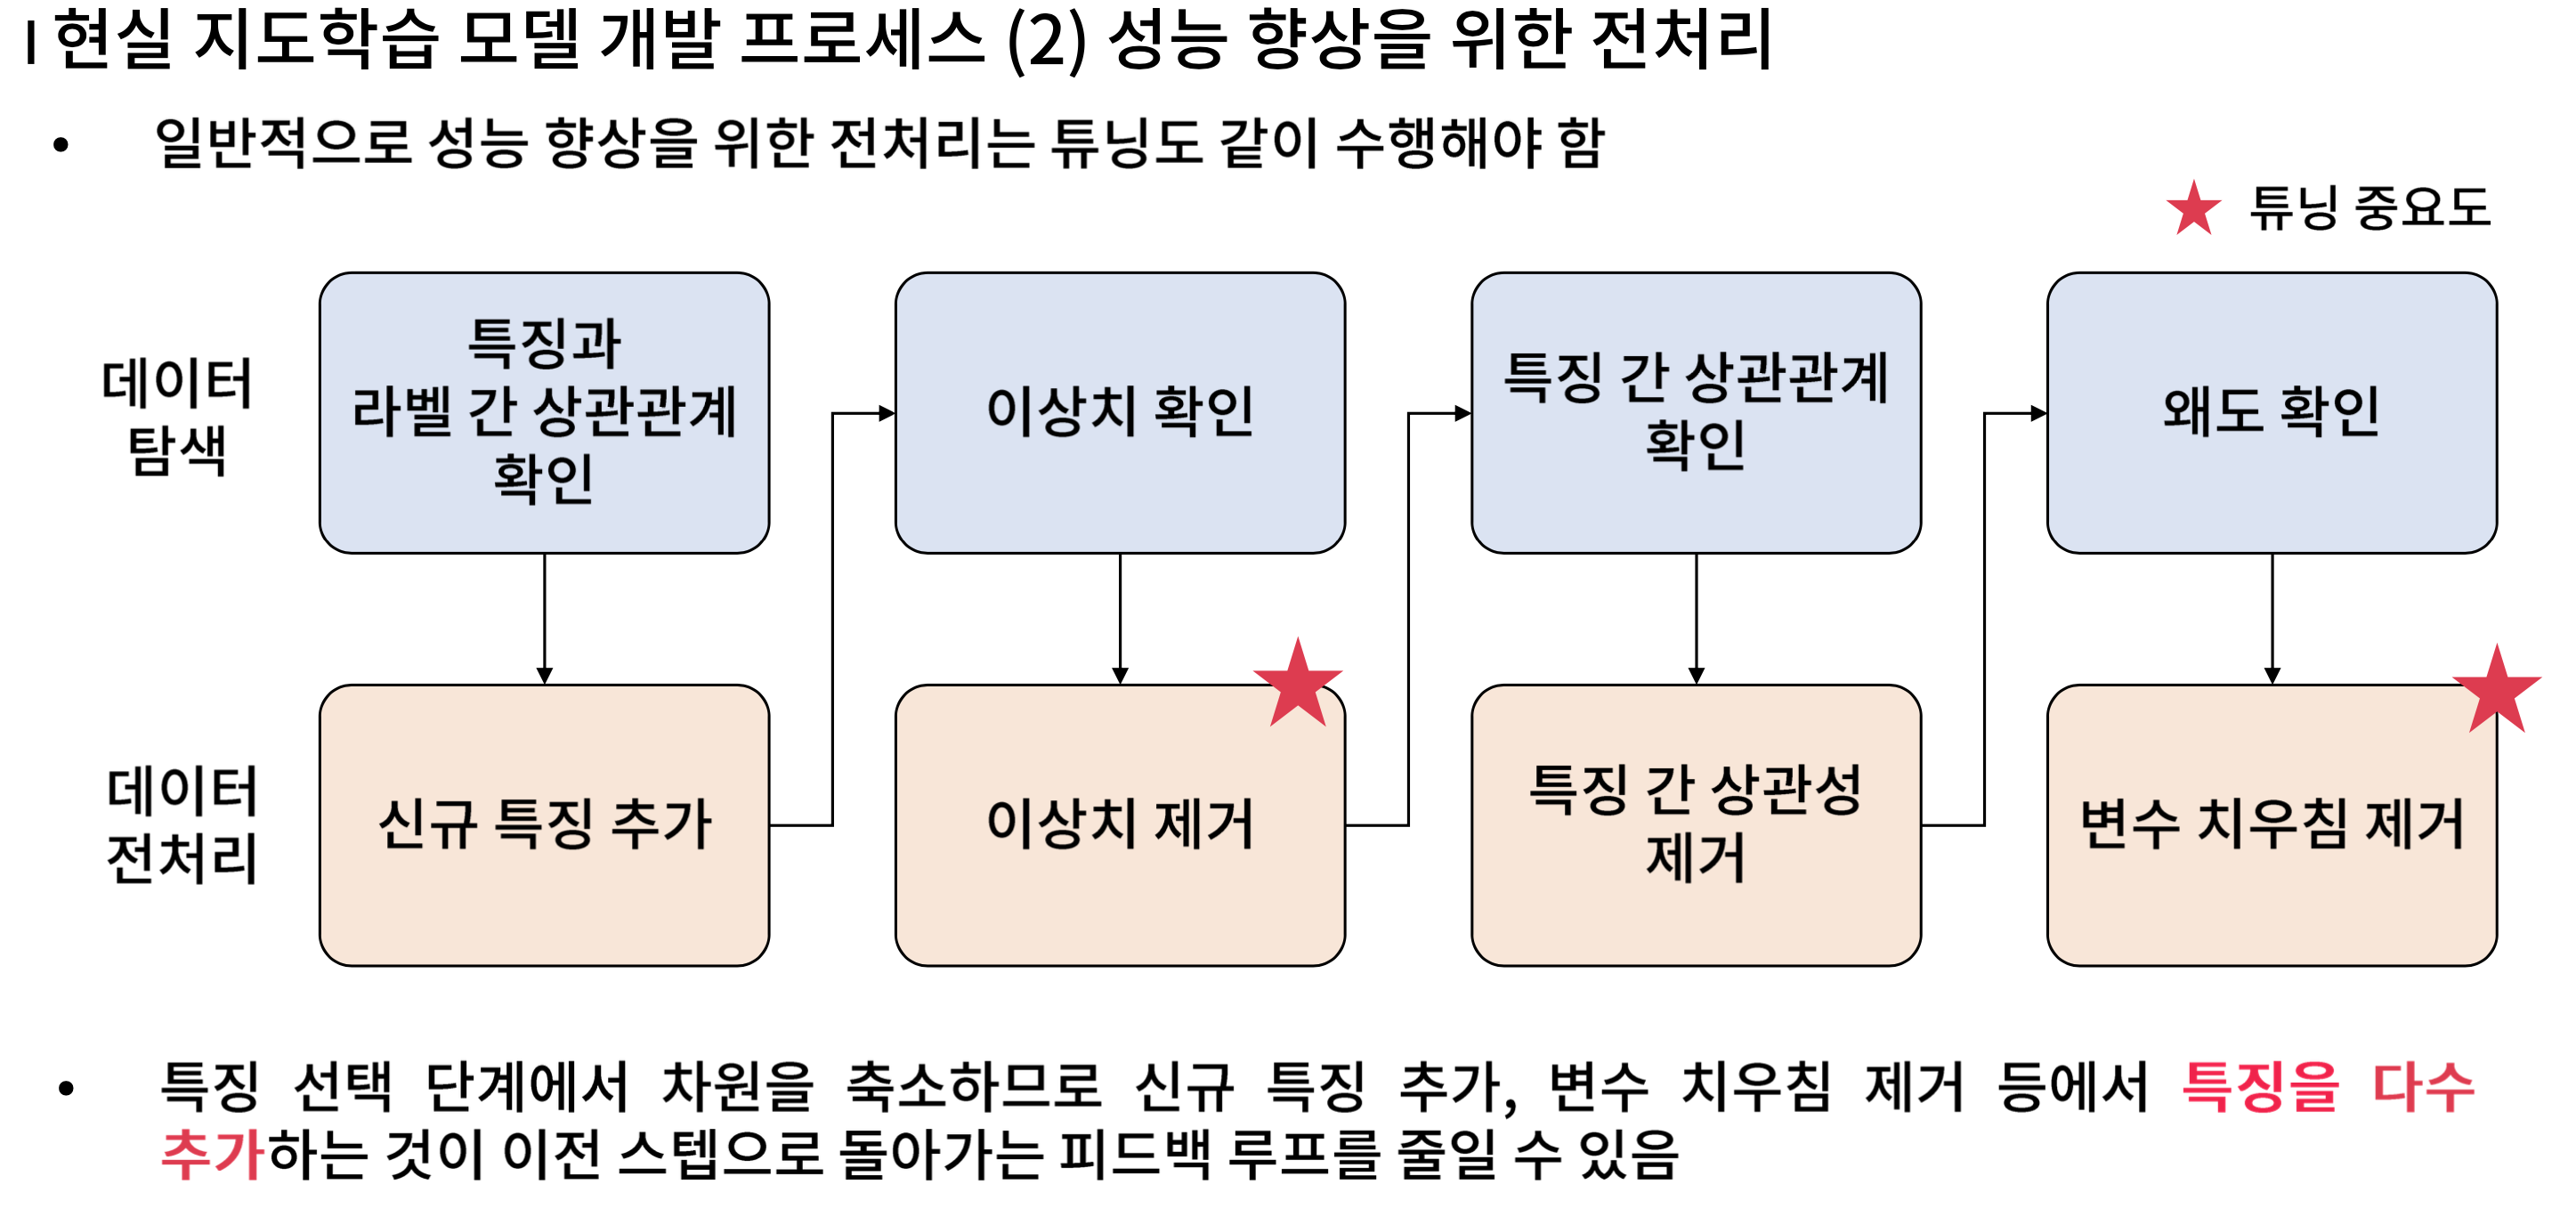 I 현실 지도학습 모델 개발 프로세스 (2) 성능 향상을 위한 전처리
• 일반적으로 성능 향상을 위한 전처리는 튜닝도 같이 수행해야 함
튜닝 중요도
데이터
탐색
특징과
라벨 간 상관관계
확인
이상치 확인
특징 간 상관관계
확인
왜도 확인
데이터
전처리
신규 특징 추가
이상치 제거
특징 간 상관성
제거
변수 치우침 제거
• 특징 선택 단계에서 차원을 축소하므로 신규 특징 추가, 변수 치우침 제거 등에서 특징을 다수
추가하는 것이 이전 스텝으로 돌아가는 피드백 루프를 줄일 수 있음